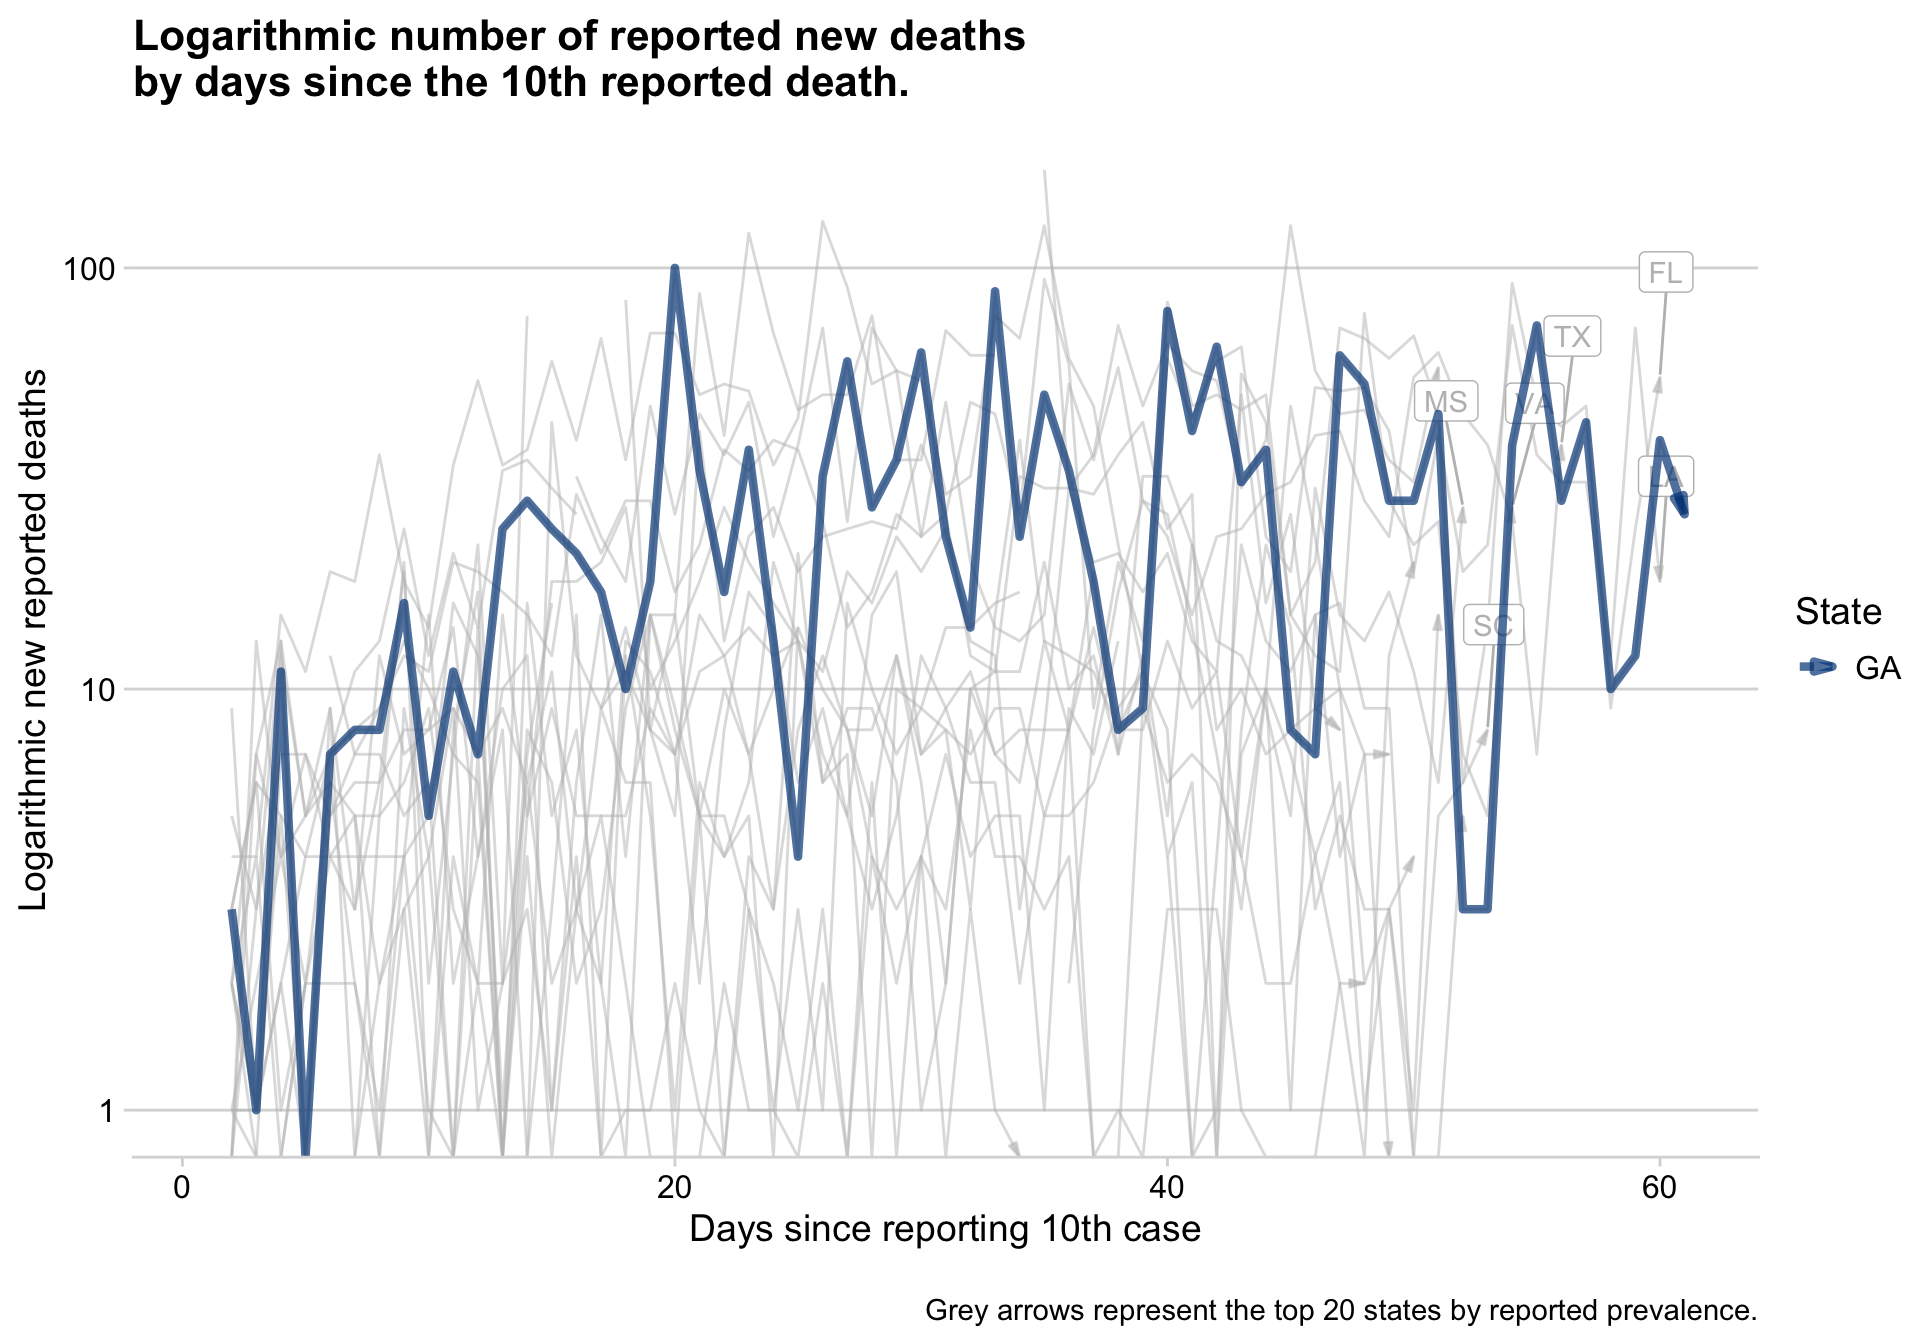 Logarithmic number of reported new deaths
by days since the 10th reported death.
Logarithmic new reported deaths
100
10
1
FL
TX
MS
VA
LA
SC
State
GA
0
20
40
60
Days since reporting 10th case
Grey arrows represent the top 20 states by reported prevalence.